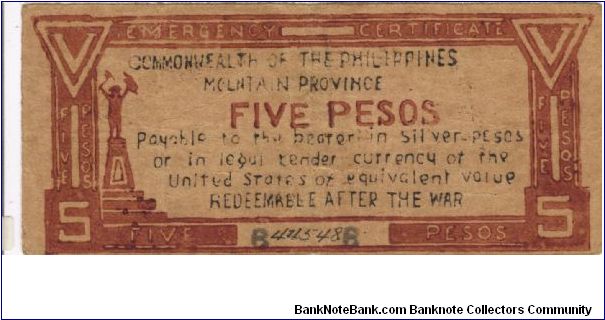 EMERGENCY CERTIFICATE
COMMONWEALTH OF THE PHILIPPINES
MOUNTAIN PROVINCE
FIVE PESOS
Payable to the bearer in silver pesos
or in legal tender currency of the
United States of equivalent value
REDEEMABLE AFTER THE WAR
FIVE PESOS
FIVE PESOS
5 5
FIVE PESOS
BankNoteBank.com Banknote Collectors Community